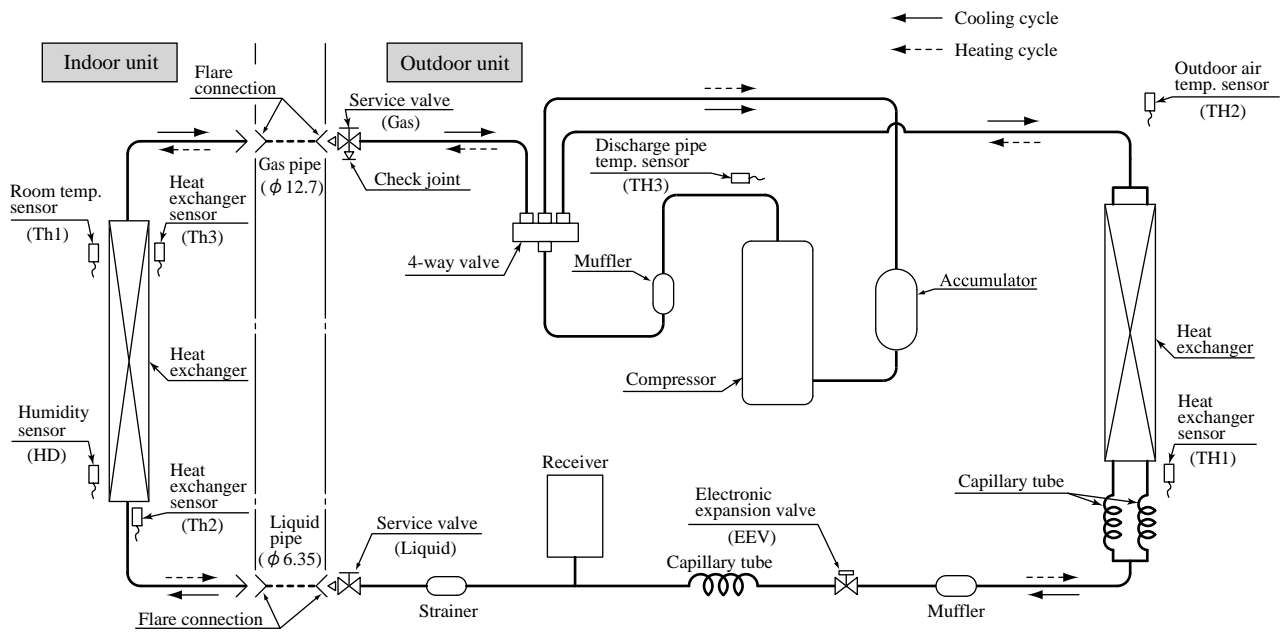 Cooling cycle
Heating cycle
Indoor unit
Outdoor unit
Flare
connection
Service valve
(Gas)
Outdoor air
temp. sensor
(TH2)
Gas pipe
(ϕ 12.7)
Check joint
Discharge pipe
temp. sensor
(TH3)
Room temp.
sensor
(Th1)
Heat
exchanger
sensor
(Th3)
4-way valve
Muffler
Accumulator
Heat
exchanger
Compressor
Heat
exchanger
Humidity
sensor
(HD)
Heat
exchanger
sensor
(Th2)
Heat
exchanger
sensor
(TH1)
Receiver
Electronic
expansion valve
(EEV)
Capillary tube
Liquid
pipe
(ϕ 6.35)
Service valve
(Liquid)
Capillary tube
Flare connection
Strainer
Muffler